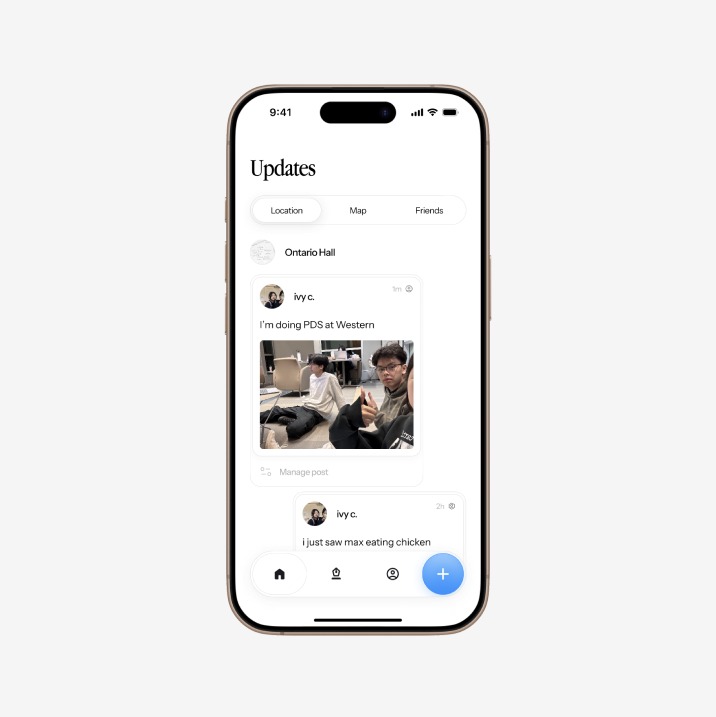 9:41
Updates
Location Map Friends
Ontario Hall
ivy c. 1m
I'm doing PDS at Western
Manage post
ivy c. 2h
i just saw max eating chicken